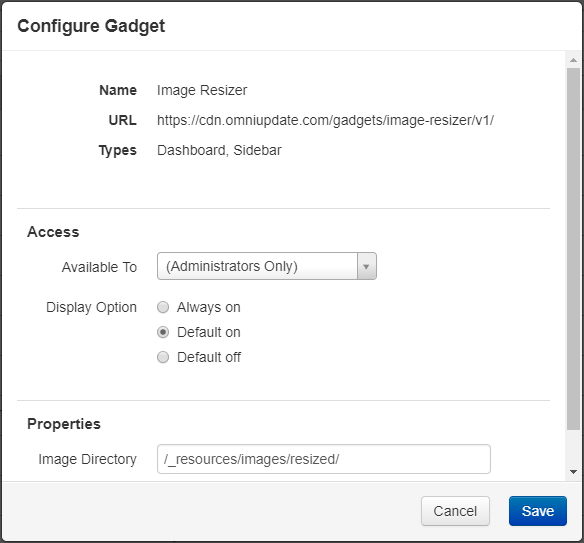 Configure Gadget
Name Image Resizer
URL https://cdn.omniupdate.com/gadgets/image-resizer/v1/
Types Dashboard, Sidebar
Access
Available To (Administrators Only)
Display Option Always on
Default on
Default off
Properties
Image Directory /_resources/images/resized/
Cancel Save